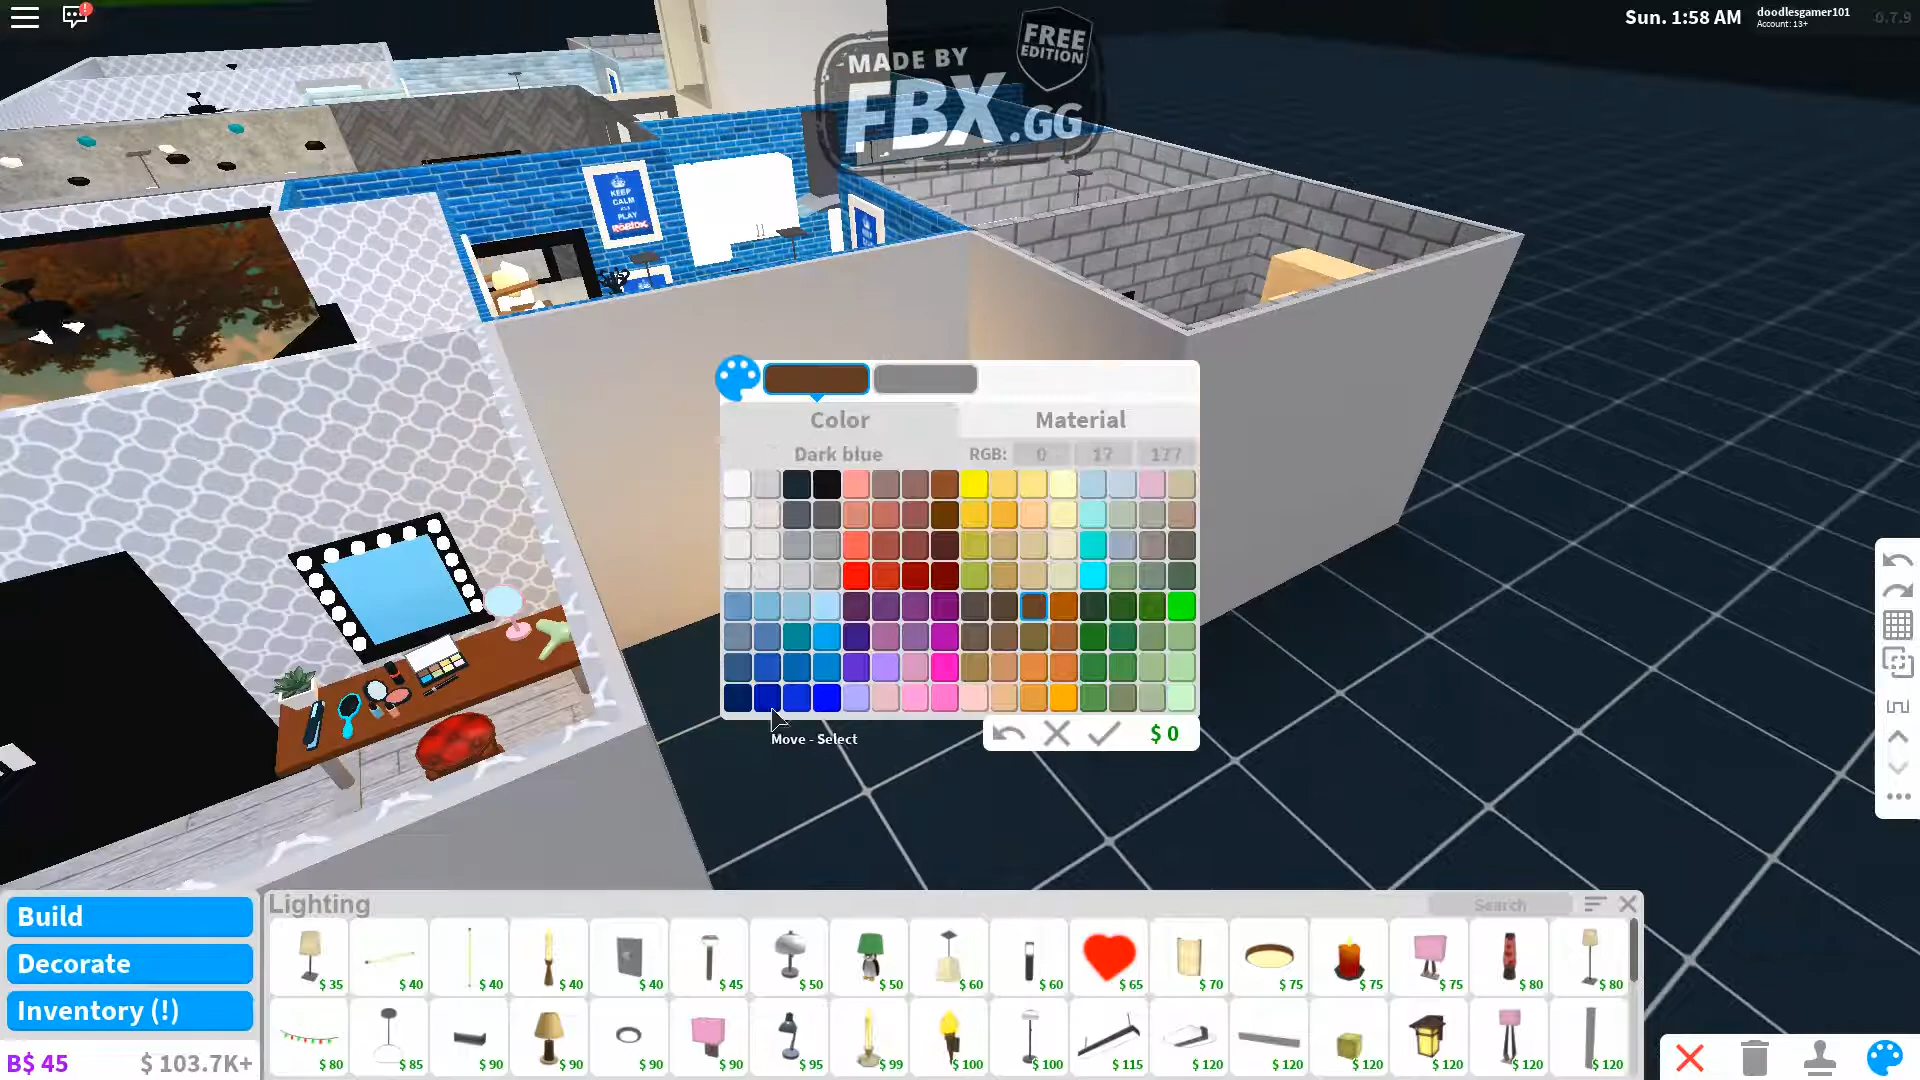 Sun. 1:58 AM
doodlesgamer101
Account: 13+
0.7.9
MADE BY
FBX.GG
FREE
EDITION
KEEP
CALM
AND
PLAY
ROBLOX
Color
Material
Dark blue
RGB: 0 17 177
Move - Select
$ 0
Build
Decorate
Inventory (!)
B$ 45
$ 103.7K+
Lighting
Search
$ 35 $ 40 $ 40 $ 40 $ 40 $ 45 $ 50 $ 50 $ 60 $ 60 $ 65 $ 70 $ 75 $ 75 $ 75 $ 80 $ 80
$ 80 $ 85 $ 90 $ 90 $ 90 $ 90 $ 95 $ 99 $ 100 $ 100 $ 115 $ 120 $ 120 $ 120 $ 120 $ 120 $ 120